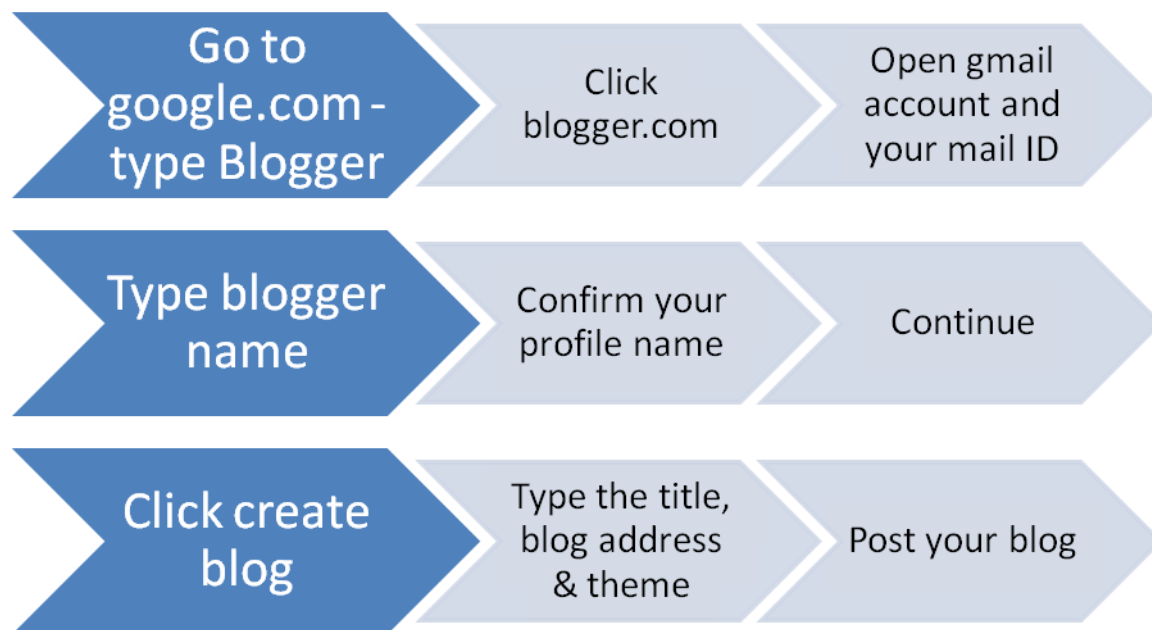 Go to
google.com -
type Blogger
Click
blogger.com
Open gmail
account and
your mail ID
Type blogger
name
Confirm your
profile name
Continue
Click create
blog
Type the title,
blog address
& theme
Post your blog